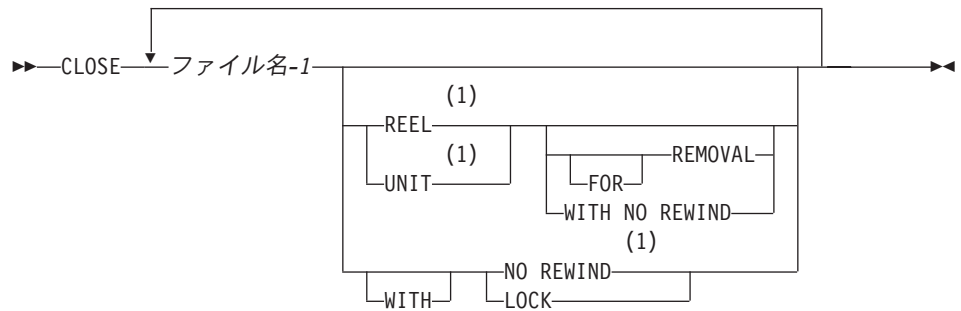 CLOSE ファイル名-1
(1)
REEL
(1)
REMOVAL
UNIT FOR
WITH NO REWIND
(1)
NO REWIND
WITH LOCK